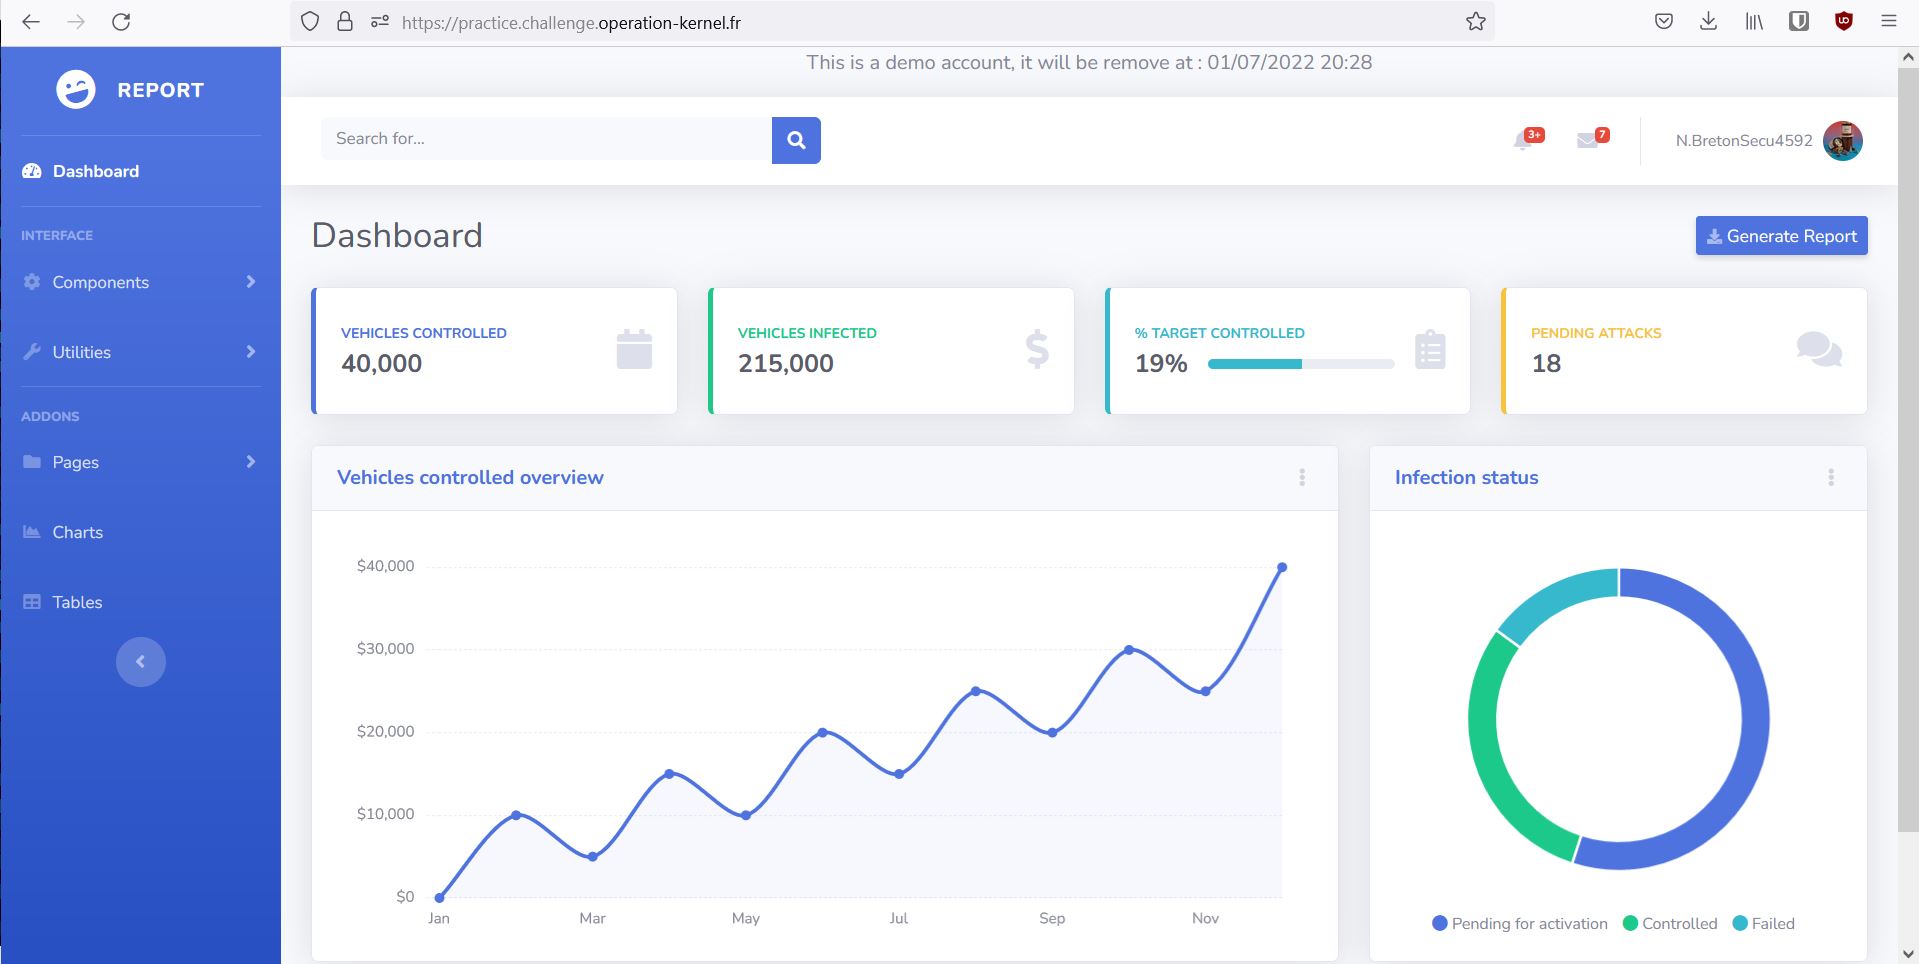 https://practice.challenge.operation-kernel.fr
REPORT
Dashboard
INTERFACE
Components
Utilities
ADDONS
Pages
Charts
Tables
This is a demo account, it will be remove at : 01/07/2022 20:28
Search for...
3+
7
N.BretonSecu4592
Dashboard
Generate Report
VEHICLES CONTROLLED
40,000
VEHICLES INFECTED
215,000
% TARGET CONTROLLED
19%
PENDING ATTACKS
18
Vehicles controlled overview
$40,000
$30,000
$20,000
$10,000
$0
Jan Mar May Jul Sep Nov
Infection status
Pending for activation Controlled Failed